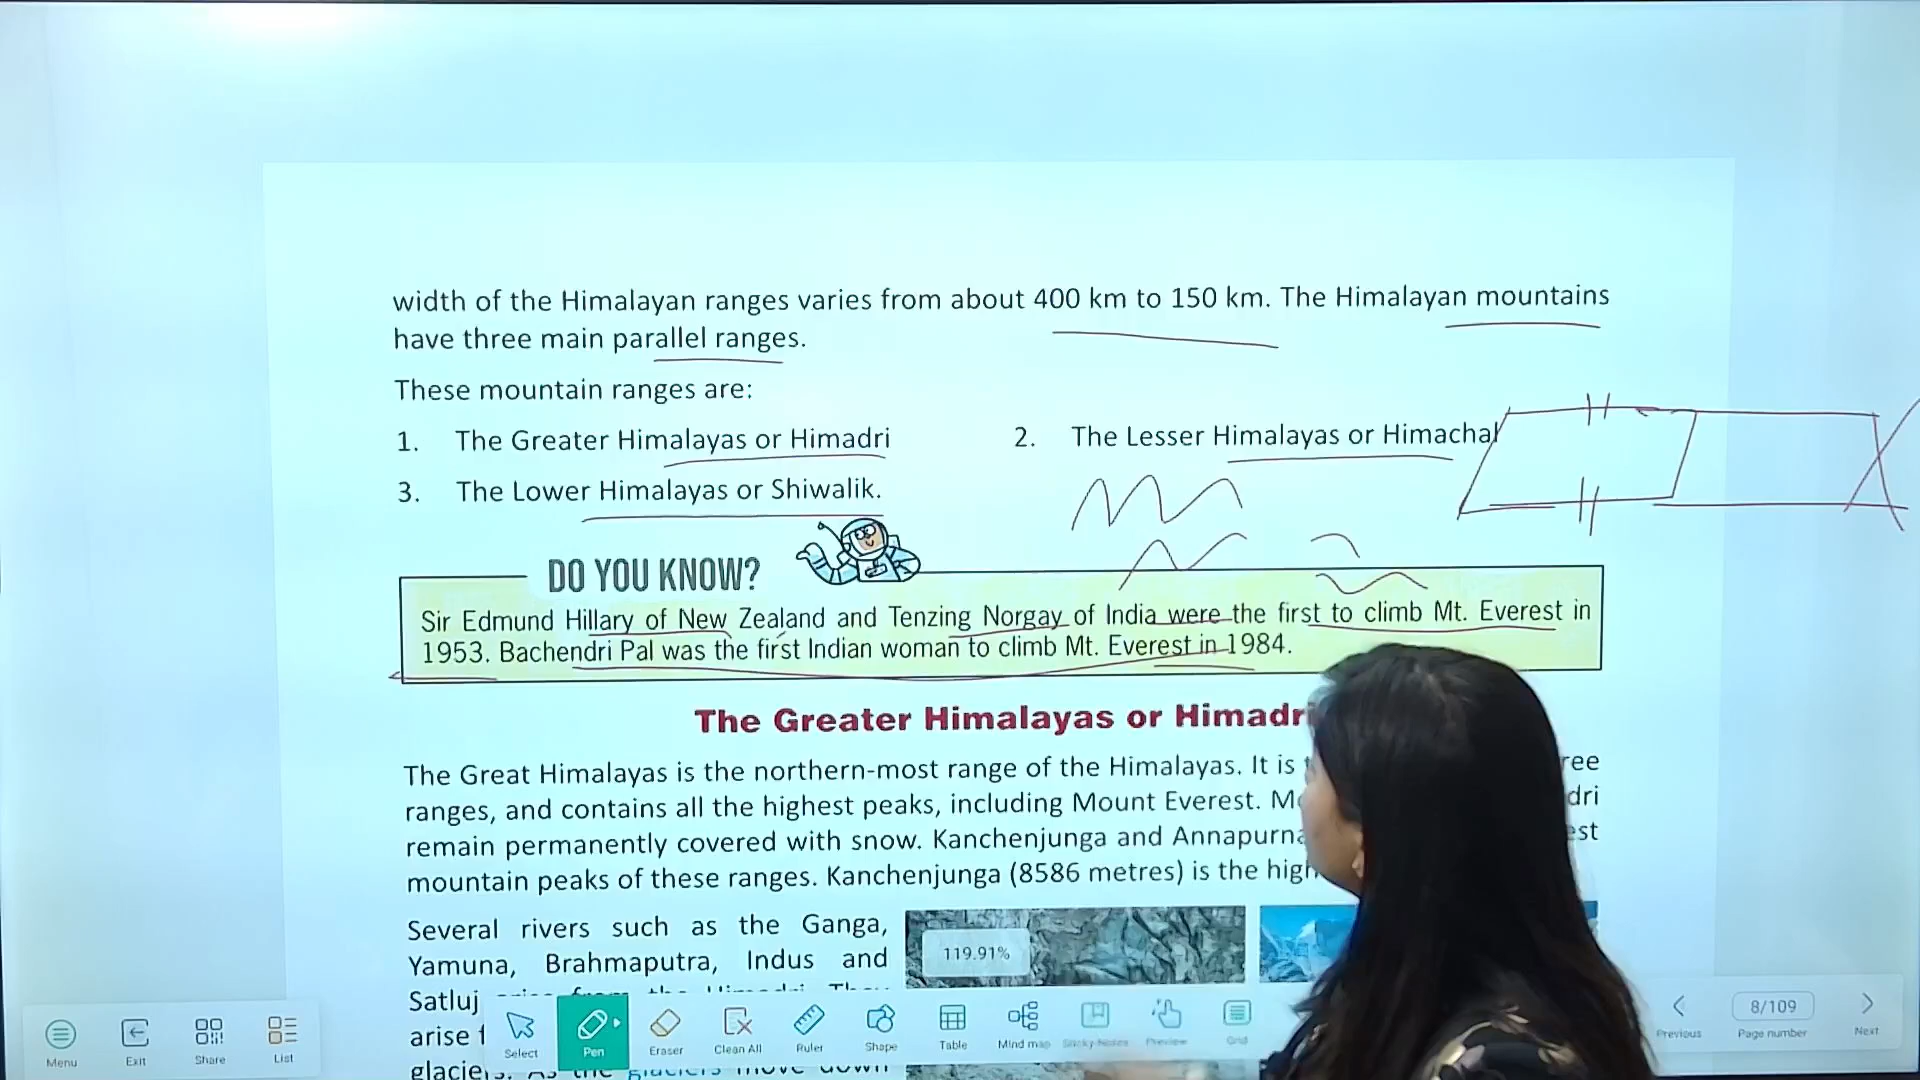 width of the Himalayan ranges varies from about 400 km to 150 km. The Himalayan mountains
have three main parallel ranges.
These mountain ranges are:
1. The Greater Himalayas or Himadri
2. The Lesser Himalayas or Himachal
3. The Lower Himalayas or Shiwalik.
DO YOU KNOW?
Sir Edmund Hillary of New Zealand and Tenzing Norgay of India were the first to climb Mt. Everest in
1953. Bachendri Pal was the first Indian woman to climb Mt. Everest in 1984.
The Greater Himalayas or Himadri
The Great Himalayas is the northern-most range of the Himalayas. It is
ranges, and contains all the highest peaks, including Mount Everest.
remain permanently covered with snow. Kanchenjunga and Annapurna
mountain peaks of these ranges. Kanchenjunga (8586 metres) is the
Several rivers such as the Ganga,
Yamuna, Brahmaputra, Indus and
Satluj
arise
119.91%
Menu
Exit
Share
List
Select
Pen
Eraser
Clean All
Ruler
Shape
Table
Mind map
Sticky Notes
Preview
Grid
Previous
8/109
Page number
Next